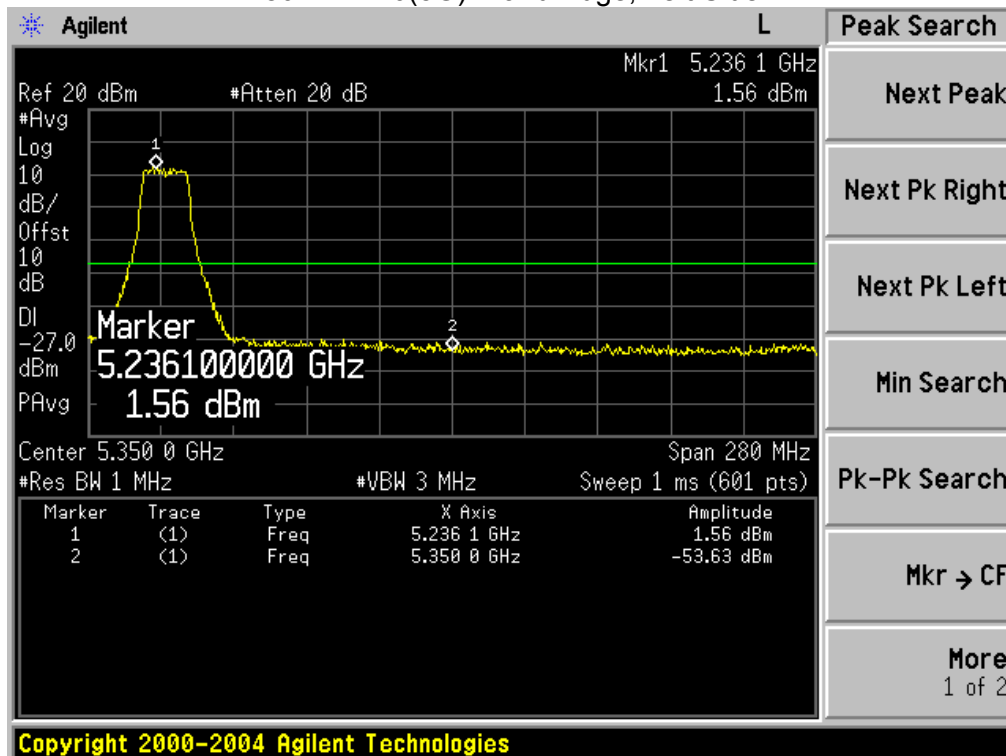 Agilent L Peak Search
Mkr1 5.236 1 GHz
Ref 20 dBm #Atten 20 dB 1.56 dBm
#Avg
Log
10
dB/
Offst
10
dB
DI
-27.0
dBm
PAvg
1
2
Marker
5.236100000 GHz
1.56 dBm
Center 5.350 0 GHz Span 280 MHz
#Res BW 1 MHz #VBW 3 MHz Sweep 1 ms (601 pts)
Marker Trace Type X Axis Amplitude
1 (1) Freq 5.236 1 GHz 1.56 dBm
2 (1) Freq 5.350 0 GHz -53.63 dBm
Next Peak
Next Pk Right
Next Pk Left
Min Search
Pk-Pk Search
Mkr → CF
More
1 of 2
Copyright 2000-2004 Agilent Technologies